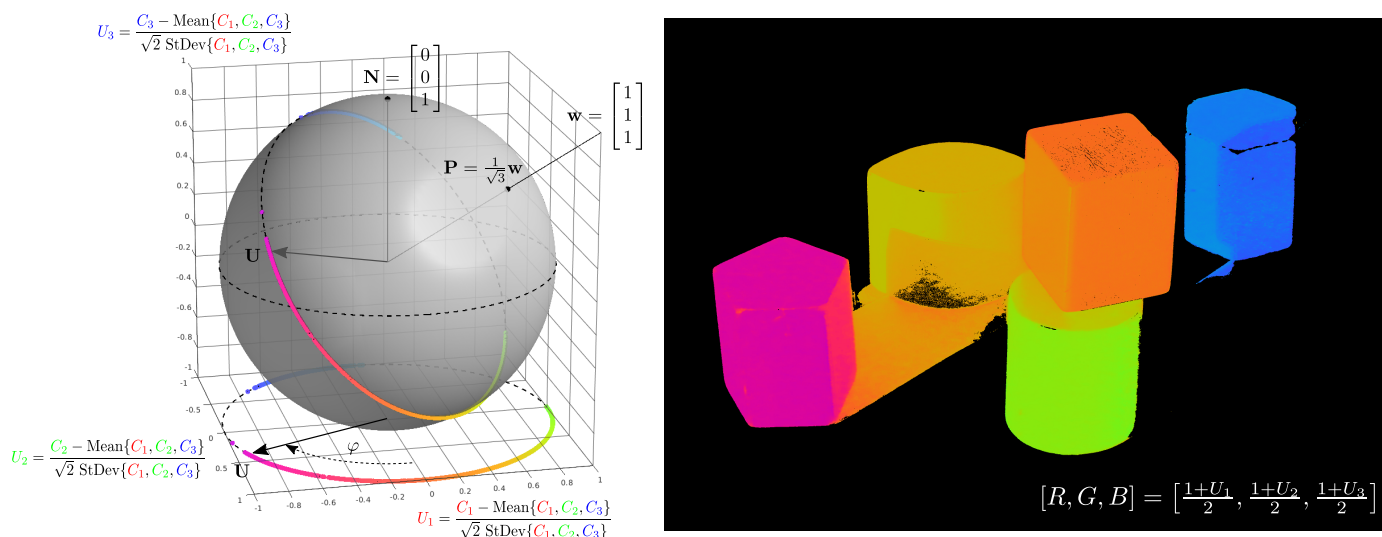 U₃ = (C₃ − Mean{C₁, C₂, C₃}) / (√2 StDev{C₁, C₂, C₃})
N = [0 0 1]
w = [1 1 1]
P = 1/√3 w
U
1
0.8
0.6
0.4
0.2
0
-0.2
-0.4
-0.6
-0.8
-1
-1
-0.5
0
0.5
1
U₂ = (C₂ − Mean{C₁, C₂, C₃}) / (√2 StDev{C₁, C₂, C₃})
U
φ
-1 -0.8 -0.6 -0.4 -0.2 0 0.2 0.4 0.6 0.8 1
U₁ = (C₁ − Mean{C₁, C₂, C₃}) / (√2 StDev{C₁, C₂, C₃})
[R, G, B] = [(1+U₁)/2, (1+U₂)/2, (1+U₃)/2]